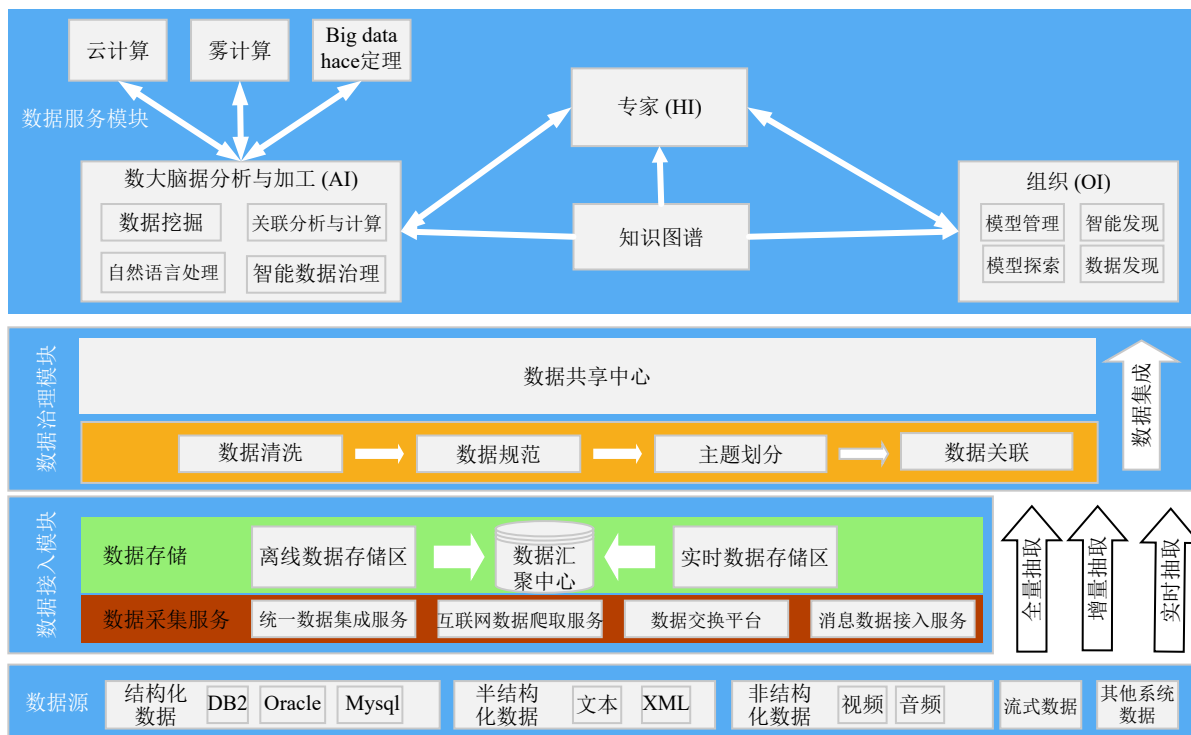 云计算
雾计算
Big data
hace定理
数据服务模块
专家 (HI)
数大脑据分析与加工 (AI)
数据挖掘
关联分析与计算
自然语言处理
智能数据治理
知识图谱
组织 (OI)
模型管理
智能发现
模型探索
数据发现
数据治理模块
数据共享中心
数据集成
数据清洗
数据规范
主题划分
数据关联
数据接入模块
数据存储
离线数据存储区
数据汇
聚中心
实时数据存储区
全量抽取
增量抽取
实时抽取
数据采集服务
统一数据集成服务
互联网数据爬取服务
数据交换平台
消息数据接入服务
数据源
结构化
数据
DB2
Oracle
Mysql
半结构
化数据
文本
XML
非结构
化数据
视频
音频
流式数据
其他系统
数据